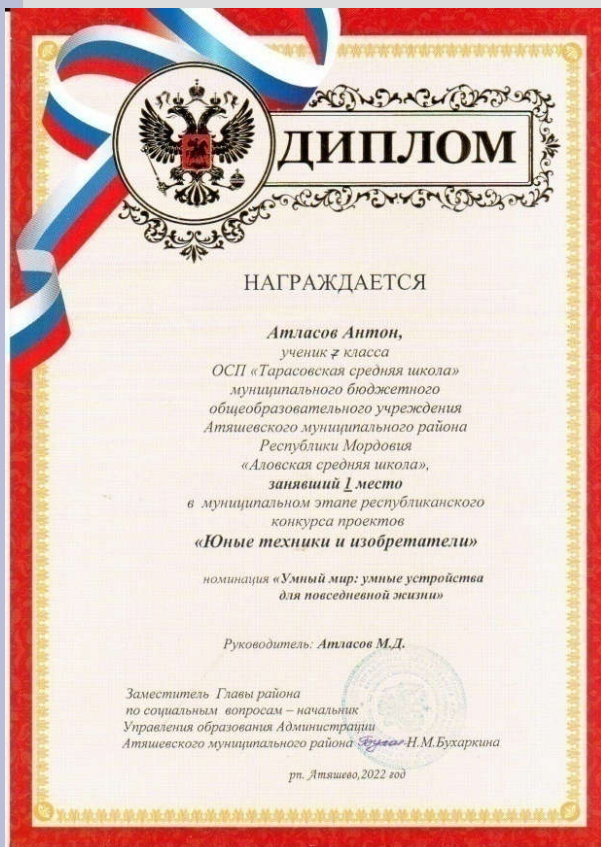 ДИПЛОМ
НАГРАЖДАЕТСЯ
Атласов Антон,
ученик 7 класса
ОСП «Тарасовская средняя школа»
муниципального бюджетного
общеобразовательного учреждения
Атяшевского муниципального района
Республики Мордовия
«Аловская средняя школа»,
занявший 1 место
в муниципальном этапе республиканского
конкурса проектов
«Юные техники и изобретатели»
номинация «Умный мир: умные устройства
для повседневной жизни»
Руководитель: Атласов М.Д.
Заместитель Главы района
по социальным вопросам – начальник
Управления образования Администрации
Атяшевского муниципального района Н.М.Бухаркина
рп. Атяшево,2022 год